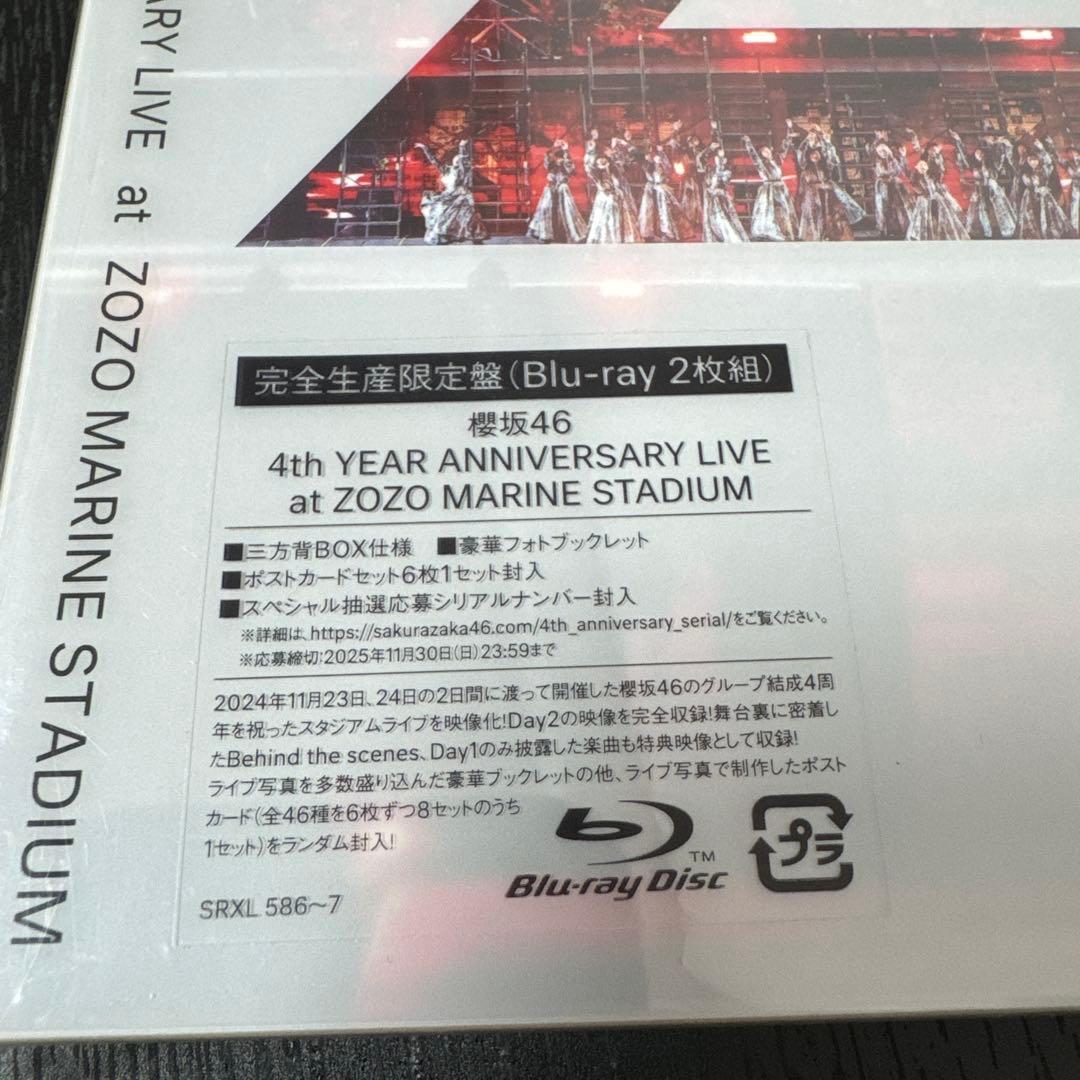 ARY LIVE at ZOZO MARINE STADIUM
完全生産限定盤(Blu-ray 2枚組)
櫻坂46
4th YEAR ANNIVERSARY LIVE
at ZOZO MARINE STADIUM
■三方背BOX仕様 ■豪華フォトブックレット
■ポストカードセット6枚1セット封入
■スペシャル抽選応募シリアルナンバー封入
※詳細は、https://sakurazaka46.com/4th_anniversary_serial/をご覧ください。
※応募締切:2025年11月30日(日)23:59まで
2024年11月23日、24日の2日間に渡って開催した櫻坂46のグループ結成4周
年を祝ったスタジアムライブを映像化!Day2の映像を完全収録!舞台裏に密着し
たBehind the scenes、Day1のみ披露した楽曲も特典映像として収録!
ライブ写真を多数盛り込んだ豪華ブックレットの他、ライブ写真で制作したポスト
カード(全46種を6枚ずつ8セットのうち
1セット)をランダム封入!
Blu-ray Disc TM
プラ
SRXL 586～7